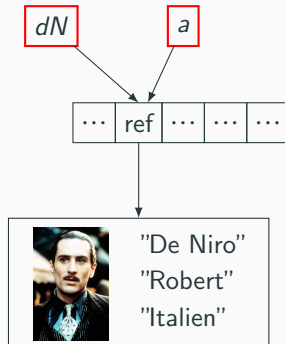 dN a
... ref ... ... ...
"De Niro"
"Robert"
"Italien"